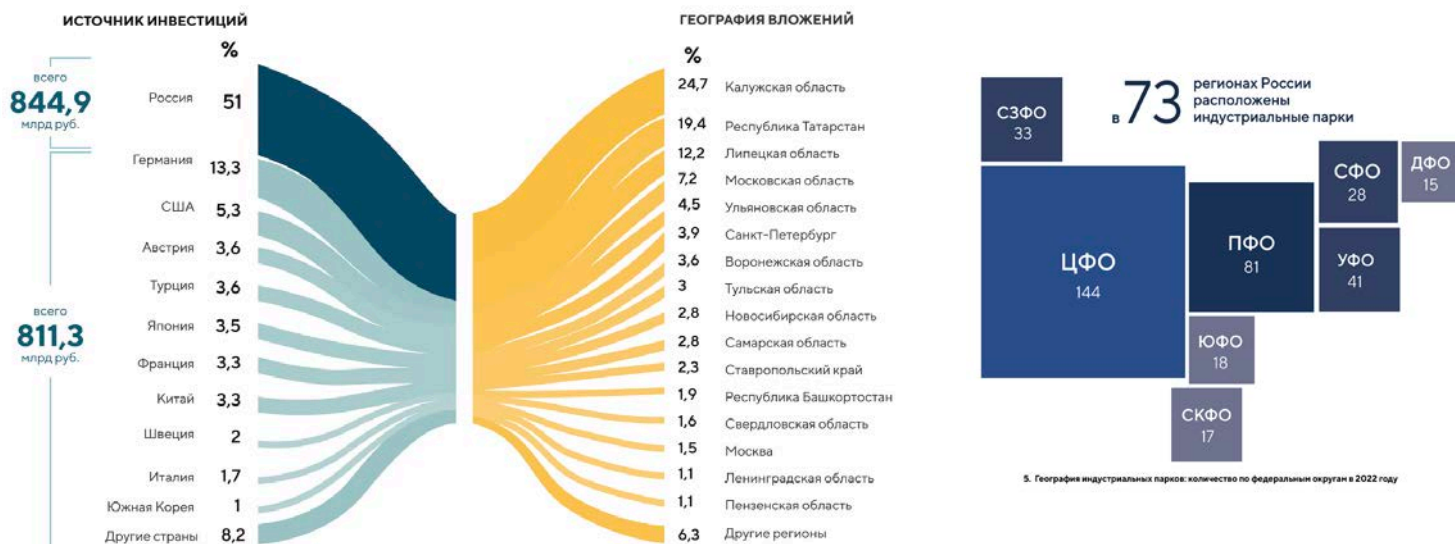 ИСТОЧНИК ИНВЕСТИЦИЙ
%
всего
844,9
млрд руб.
Россия 51
всего
811,3
млрд руб.
Германия 13,3
США 5,3
Австрия 3,6
Турция 3,6
Япония 3,5
Франция 3,3
Китай 3,3
Швеция 2
Италия 1,7
Южная Корея 1
Другие страны 8,2
ГЕОГРАФИЯ ВЛОЖЕНИЙ
%
24,7 Калужская область
19,4 Республика Татарстан
12,2 Липецкая область
7,2 Московская область
4,5 Ульяновская область
3,9 Санкт-Петербург
3,6 Воронежская область
3 Тульская область
2,8 Новосибирская область
2,8 Самарская область
2,3 Ставропольский край
1,9 Республика Башкортостан
1,6 Свердловская область
1,5 Москва
1,1 Ленинградская область
1,1 Пензенская область
6,3 Другие регионы
в 73 регионах России
расположены
индустриальные парки
СЗФО
33
ЦФО
144
ПФО
81
СФО
28
ДФО
15
УФО
41
ЮФО
18
СКФО
17
5. География индустриальных парков: количество по федеральным округам в 2022 году